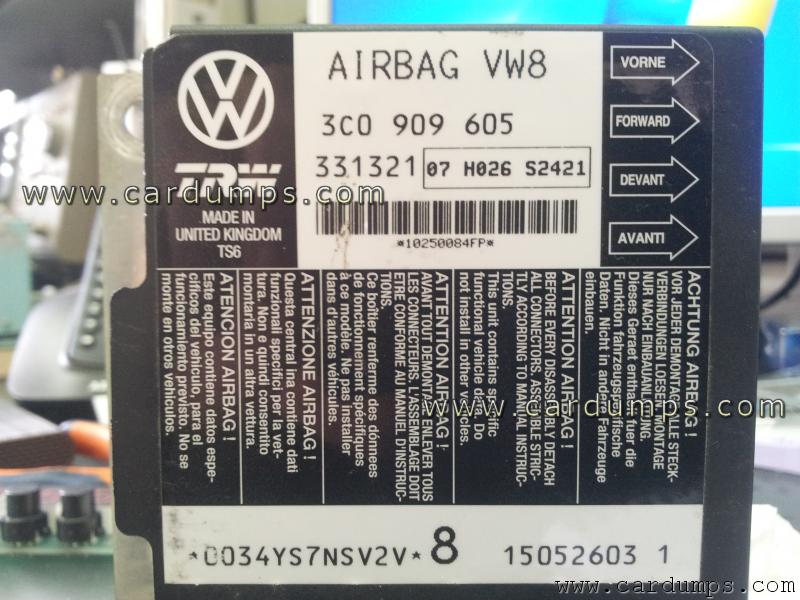 AIRBAG VW8
3C0 909 605
331321 07 H026 S2421
*10250084FP*
TRW
MADE IN
UNITED KINGDOM
TS6
VORNE
FORWARD
DEVANT
AVANTI
ATENCION AIRBAG !
Este equipo contiene datos espe-
cificos del vehiculo, para el
funcionamiento previsto. No se
monte en otros vehiculos.
ATTENZIONE AIRBAG !
Questa central ina contiene dati
funzionali specifici per la vet-
tura. Non e quindi consentito
montarla in un altra vettura.
ATTENTION AIRBAG !
AVANT TOUT DEMONTAGE ENLEVER TOUS
LES CONNECTEURS. L'ASSEMBLAGE DOIT
ETRE CONFORME AU MANUEL D'INSTRUC-
TIONS.
Ce boîtier renferme des données
de fonctionnement spécifiques
à ce modèle. Ne pas installer
dans d'autres véhicules.
ATTENTION AIRBAG !
BEFORE EVERY DISASSEMBLY DETACH
ALL CONNECTORS. ASSEMBLE STRIC-
TLY ACCORDING TO MANUAL INSTRUC-
TIONS.
This unit contains specific
functional vehicle data. Do
not install in other vehicles.
ACHTUNG AIRBAG !
VOR JEDER DEMONTAGE ALLE STECK-
VERBINDUNGEN LOESEN. MONTAGE
NUR NACH EINBAUANLEITUNG.
Dieses Geraet enthaelt fuer die
Funktion fahrzeugspezifische
Daten. Nicht in andere Fahrzeuge
einbauen.
*0034YS7NSV2V* 8 15052603 1
www.cardumps.com
www.cardumps.com
www.cardumps.com